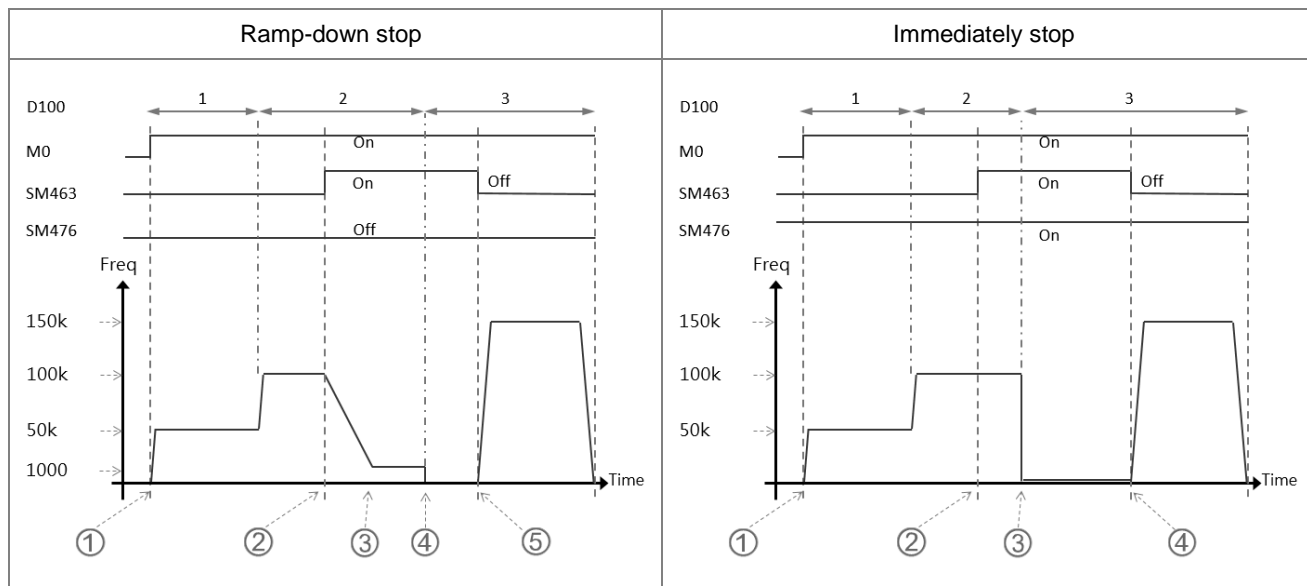 Ramp-down stop
Immediately stop
D100
1
2
3
M0
On
SM463
On
Off
SM476
Off
Freq
150k
100k
50k
1000
Time
①
②
③
④
⑤
D100
1
2
3
M0
On
SM463
On
Off
SM476
On
Freq
150k
100k
50k
Time
①
②
③
④